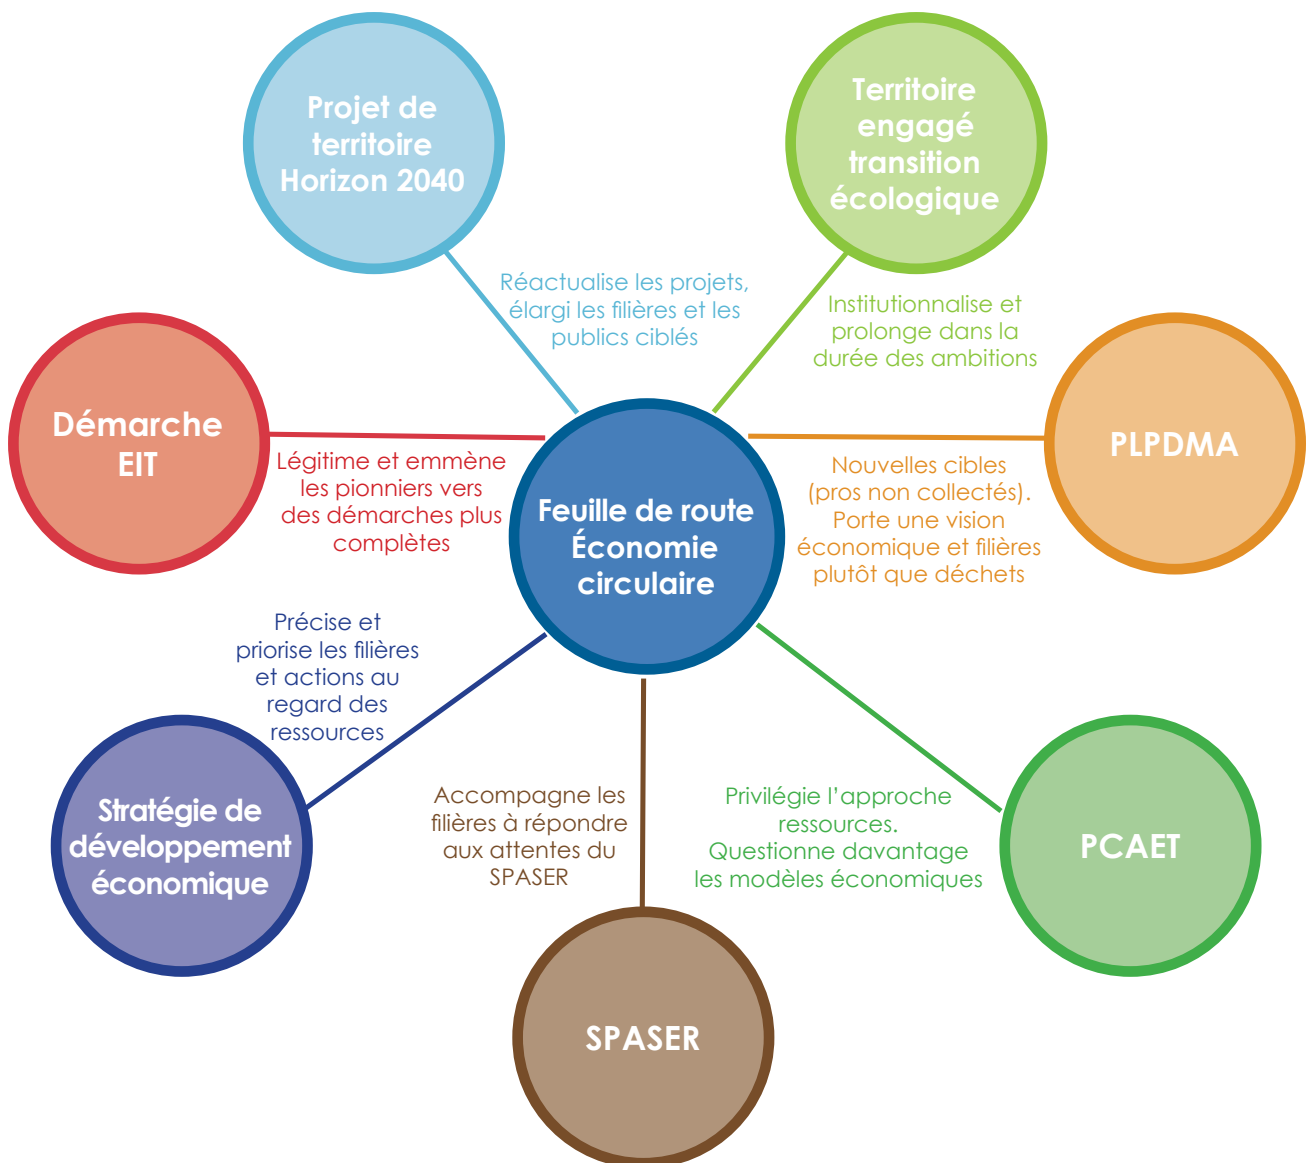 Projet de
territoire
Horizon 2040
Territoire
engagé
transition
écologique
Réactualise les projets,
élargi les filières et les
publics ciblés
Institutionnalise et
prolonge dans la
durée des ambitions
Démarche
EIT
Légitime et emmène
les pionniers vers
des démarches plus
complètes
Feuille de route
Économie
circulaire
Nouvelles cibles
(pros non collectés).
Porte une vision
économique et filières
plutôt que déchets
PLPDMA
Précise et
priorise les filières
et actions au
regard des
ressources
Stratégie de
développement
économique
Accompagne les
filières à répondre
aux attentes du
SPASER
Privilégie l’approche
ressources.
Questionne davantage
les modèles économiques
PCAET
SPASER